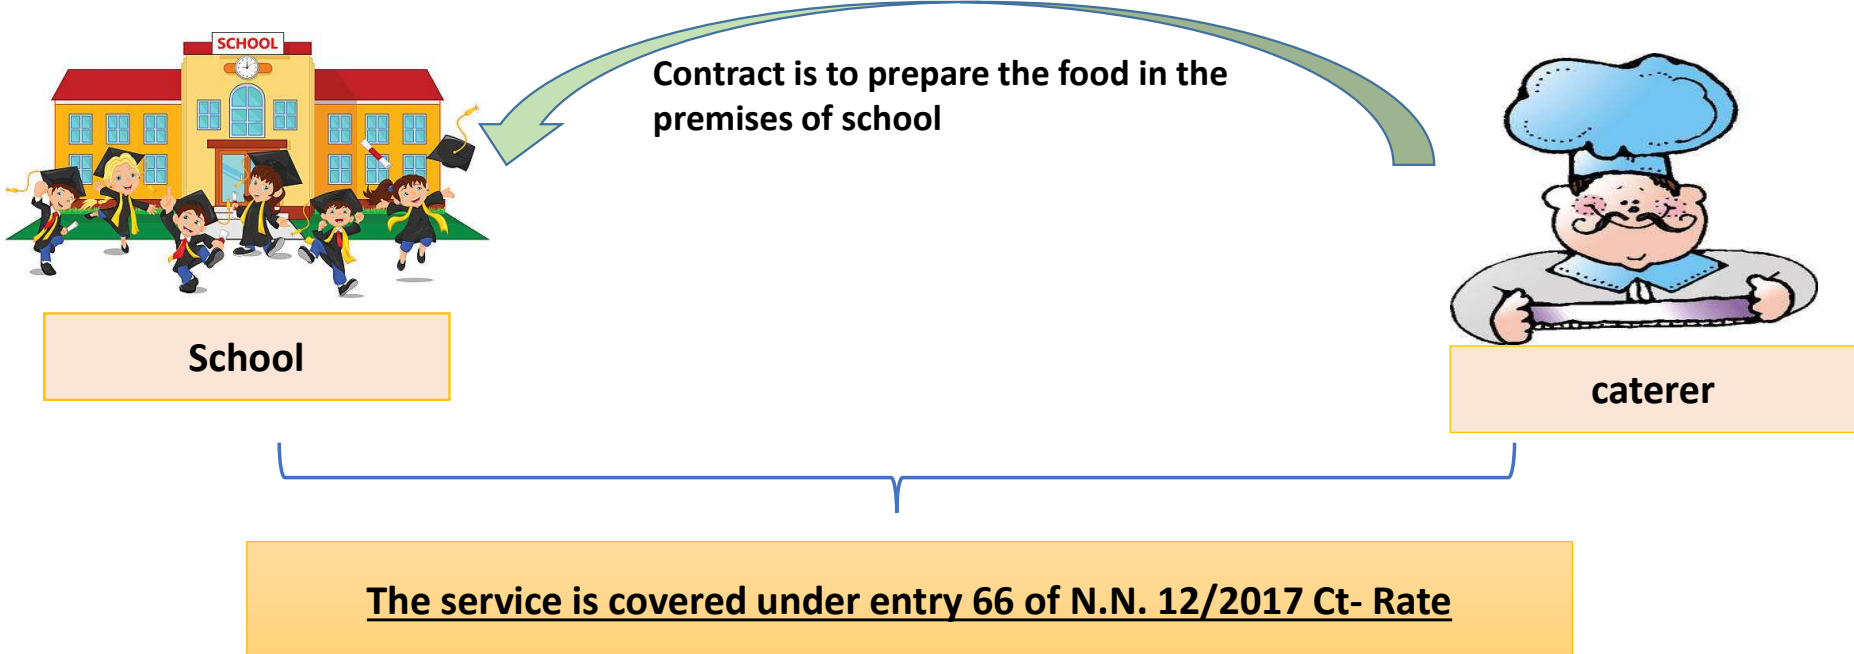 SCHOOL
Contract is to prepare the food in the
premises of school
School
caterer
The service is covered under entry 66 of N.N. 12/2017 Ct- Rate